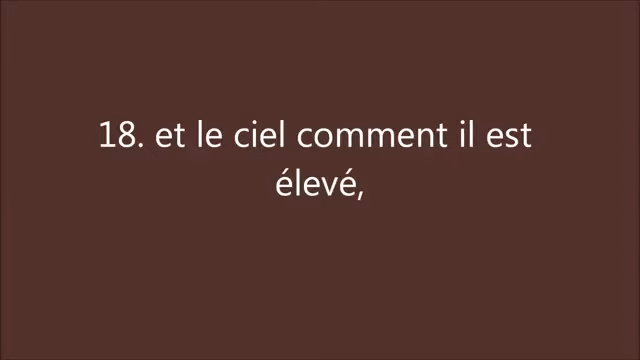 18. et le ciel comment il est
élevé,